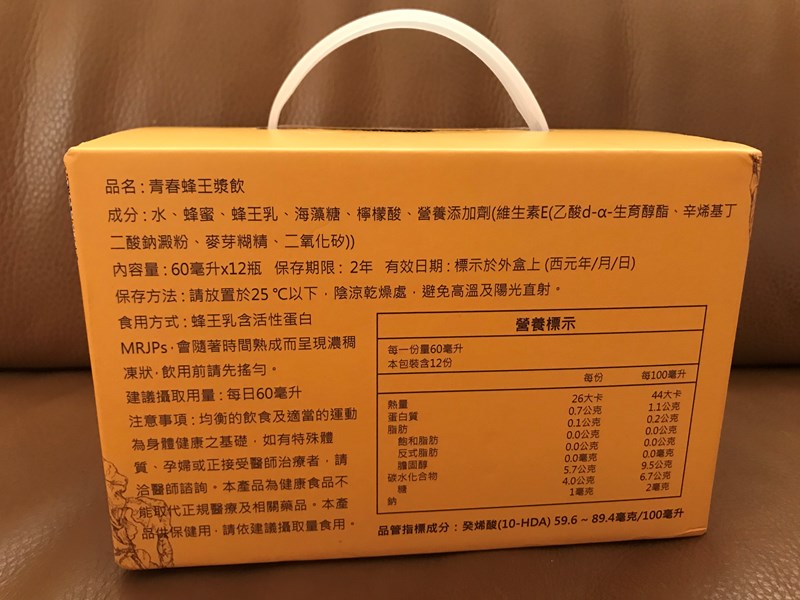 品名：青春蜂王漿飲
成分：水、蜂蜜、蜂王乳、海藻糖、檸檬酸、營養添加劑(維生素E(乙酸d-α-生育醇酯、辛烯基丁
二酸鈉澱粉、麥芽糊精、二氧化矽))
內容量：60毫升x12瓶 保存期限：2年 有效日期：標示於外盒上 (西元年/月/日)
保存方法：請放置於25 ℃以下，陰涼乾燥處，避免高溫及陽光直射。
食用方式：蜂王乳含活性蛋白
MRJPs，會隨著時間熟成而呈現濃稠
凍狀，飲用前請先搖勻。
建議攝取用量：每日60毫升
注意事項：均衡的飲食及適當的運動
為身體健康之基礎，如有特殊體
質、孕婦或正接受醫師治療者，請
洽醫師諮詢。本產品為健康食品不
能取代正規醫療及相關藥品。本產
品供保健用，請依建議攝取量食用。
營養標示
每一份量60毫升
本包裝含12份
每份 每100毫升
熱量 26大卡 44大卡
蛋白質 0.7公克 1.1公克
脂肪 0.1公克 0.2公克
飽和脂肪 0.0公克 0.0公克
反式脂肪 0.0公克 0.0公克
膽固醇 0.0毫克 0.0毫克
碳水化合物 5.7公克 9.5公克
糖 4.0公克 6.7公克
鈉 1毫克 2毫克
品管指標成分：癸烯酸(10-HDA) 59.6 ~ 89.4毫克/100毫升